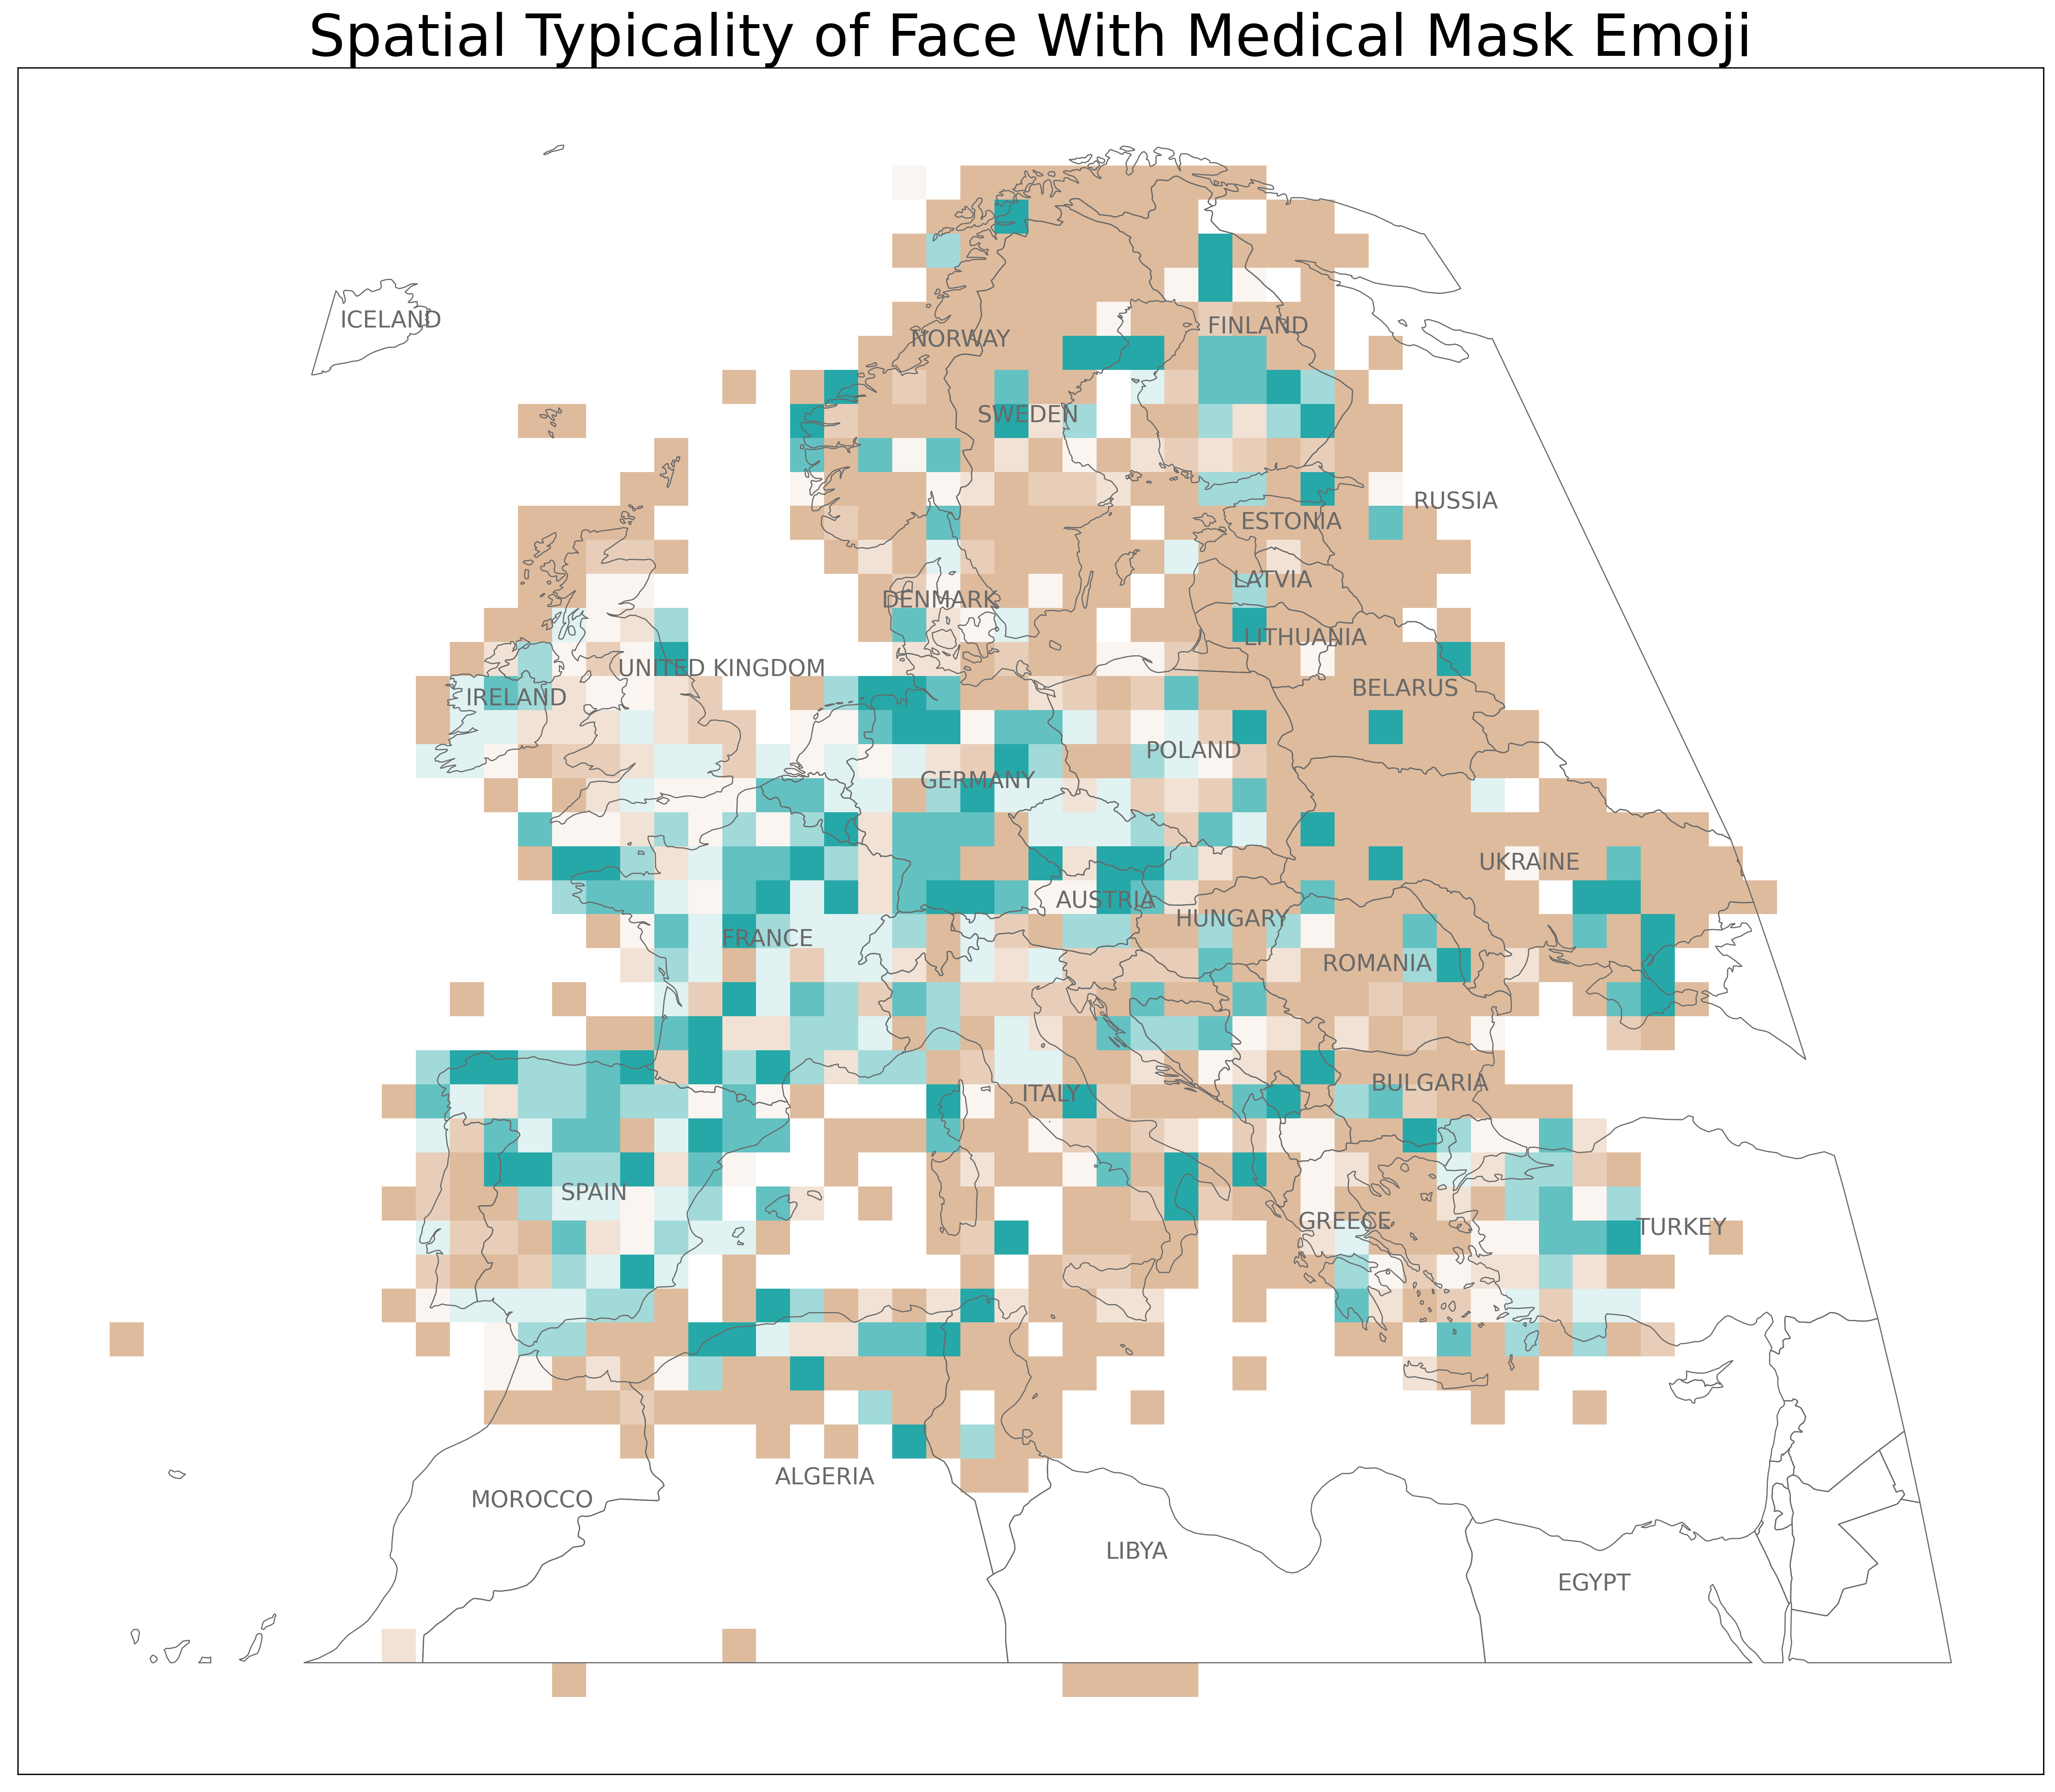 Spatial Typicality of Face With Medical Mask Emoji
ICELAND
FINLAND
NORWAY
SWEDEN
RUSSIA
ESTONIA
LATVIA
DENMARK
LITHUANIA
UNITED KINGDOM
BELARUS
IRELAND
POLAND
GERMANY
UKRAINE
AUSTRIA
HUNGARY
FRANCE
ROMANIA
BULGARIA
ITALY
SPAIN
GREECE
TURKEY
ALGERIA
MOROCCO
LIBYA
EGYPT